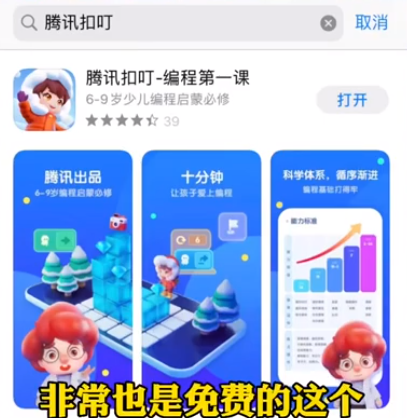 腾讯扣叮
取消
腾讯扣叮-编程第一课
6-9岁少儿编程启蒙必修
39
打开
腾讯出品
6-9岁编程启蒙必修
十分钟
让孩子爱上编程
科学体系，循序渐进
编程基础打得牢
能力标准
非常也是免费的这个